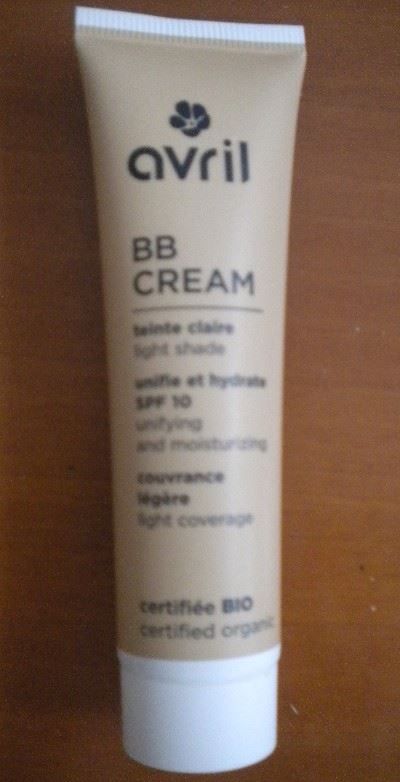 avril
BB
CREAM
teinte claire
light shade
unifie et hydrate
SPF 10
unifying
and moisturizing
couvrance
légère
light coverage
certifiée BIO
certified organic